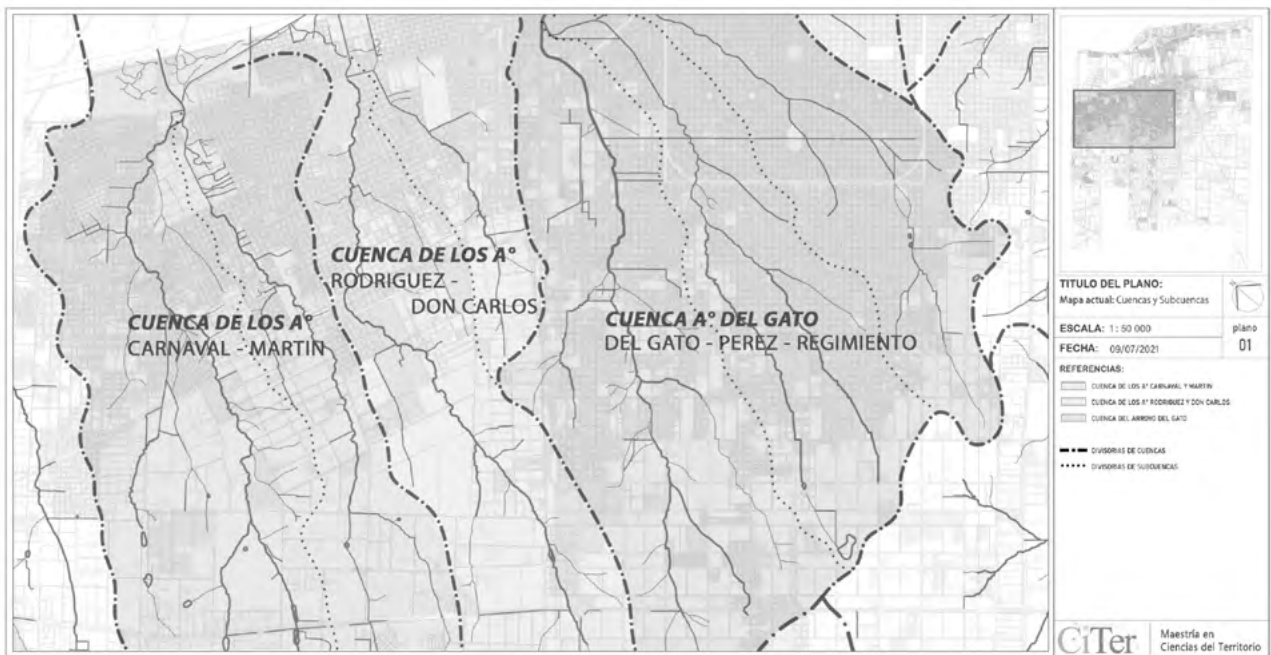 CUENCA DE LOS A°
RODRIGUEZ -
DON CARLOS
CUENCA DE LOS A°
CARNAVAL - MARTIN
CUENCA A° DEL GATO
DEL GATO - PEREZ - REGIMIENTO
TITULO DEL PLANO:
Mapa actual: Cuencas y Subcuencas
ESCALA: 1: 50 000
FECHA: 09/07/2021
plano
01
REFERENCIAS:
CUENCA DE LOS A° CARNAVAL Y MARTIN
CUENCA DE LOS A° RODRIGUEZ Y DON CARLOS
CUENCA DEL ARROYO DEL GATO
DIVISORIAS DE CUENCAS
DIVISORIAS DE SUBCUENCAS
CiTer
Maestría en
Ciencias del Territorio